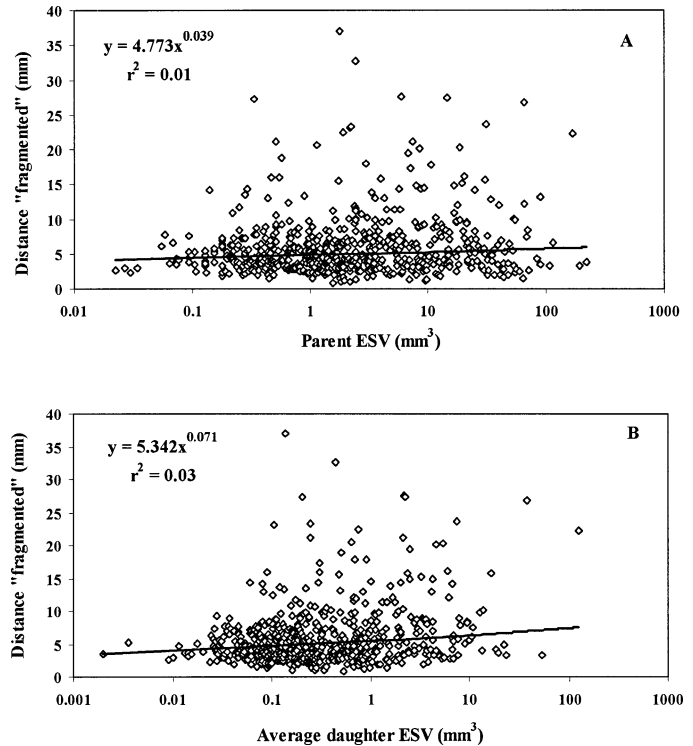 A
y = 4.773x^0.039
r^2 = 0.01
Distance "fragmented" (mm)
40
35
30
25
20
15
10
5
0
0.01 0.1 1 10 100 1000
Parent ESV (mm^3)
B
y = 5.342x^0.071
r^2 = 0.03
Distance "fragmented" (mm)
40
35
30
25
20
15
10
5
0
0.001 0.01 0.1 1 10 100 1000
Average daughter ESV (mm^3)